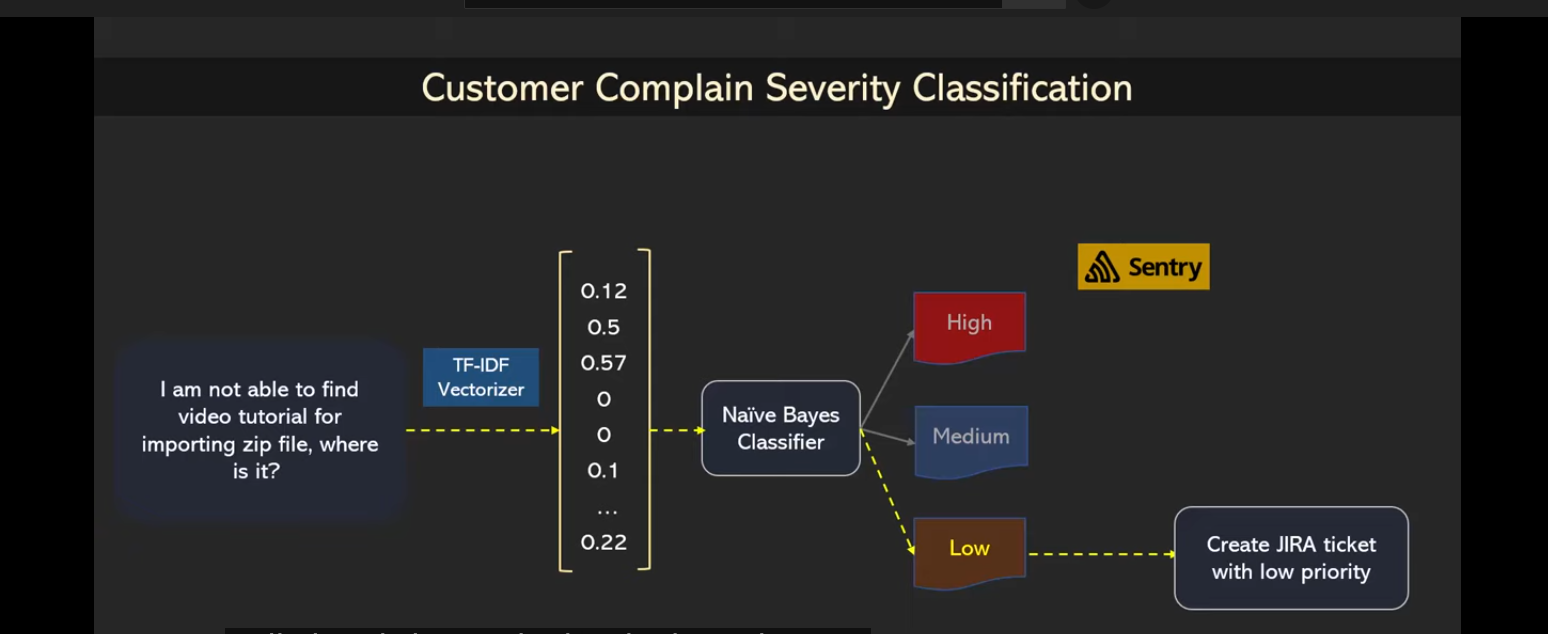 Customer Complain Severity Classification
Sentry
High
I am not able to find
video tutorial for
importing zip file, where
is it?
TF-IDF
Vectorizer
0.12
0.5
0.57
0
0
0.1
...
0.22
Naïve Bayes
Classifier
Medium
Low
Create JIRA ticket
with low priority